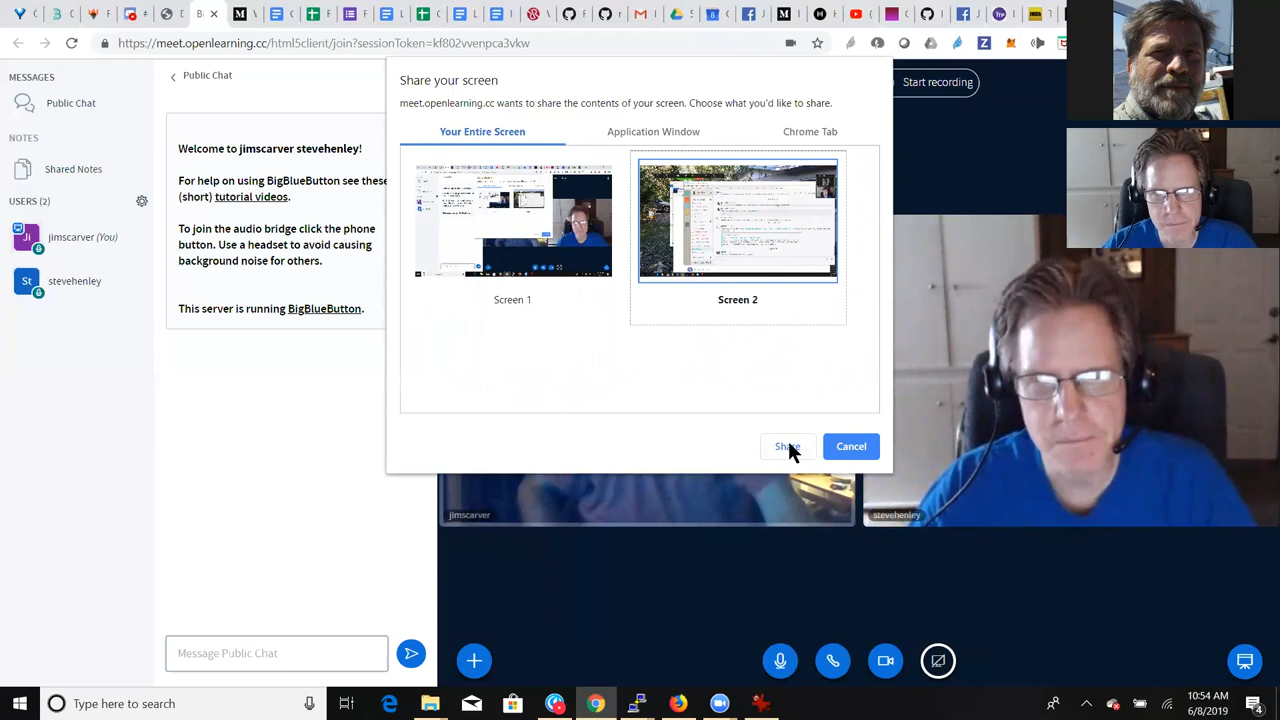 https://meet.openlearning.cc
/html5client/join?sessionToken=kf802vvenpca3vkw
MESSAGES
Public Chat
NOTES
Shared Notes
jimscarver (You)
St
stevehenley
Public Chat
Welcome to jimscarver stevehenley!
For help on using BigBlueButton see these
(short) tutorial videos.
To join the audio bridge click the phone
button. Use a headset to avoid causing
background noise for others.
This server is running BigBlueButton.
Message Public Chat
Share your screen
meet.openlearning.cc wants to share the contents of your screen. Choose what you'd like to share.
Your Entire Screen
Application Window
Chrome Tab
Screen 1
Screen 2
Share
Cancel
Start recording
jimscarver
stevehenley
Type here to search
10:54 AM
6/8/2019